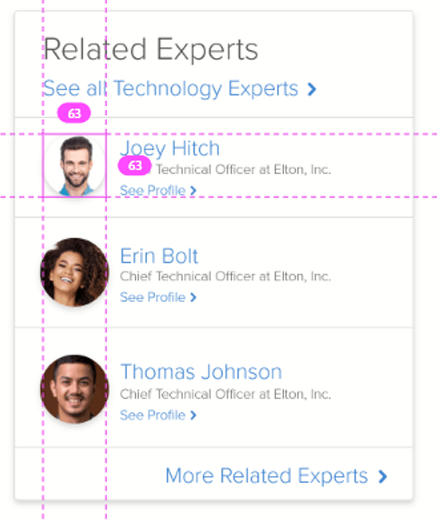 Related Experts
See all Technology Experts >
63
Joey Hitch
63 Technical Officer at Elton, Inc.
See Profile >
Erin Bolt
Chief Technical Officer at Elton, Inc.
See Profile >
Thomas Johnson
Chief Technical Officer at Elton, Inc.
See Profile >
More Related Experts >